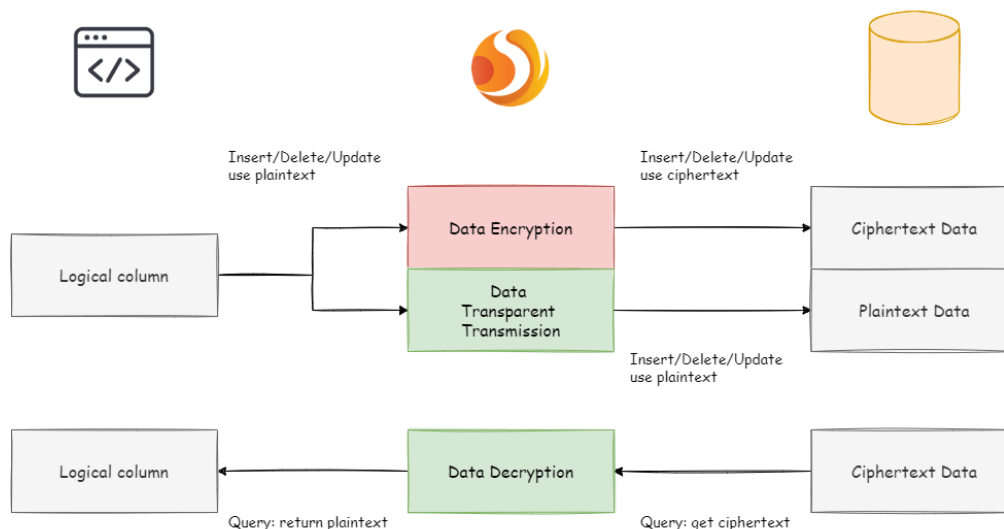 </>
Insert/Delete/Update
use plaintext
Insert/Delete/Update
use ciphertext
Data Encryption
Ciphertext Data
Logical column
Data
Transparent
Transmission
Plaintext Data
Insert/Delete/Update
use plaintext
Logical column
Data Decryption
Ciphertext Data
Query: return plaintext
Query: get ciphertext